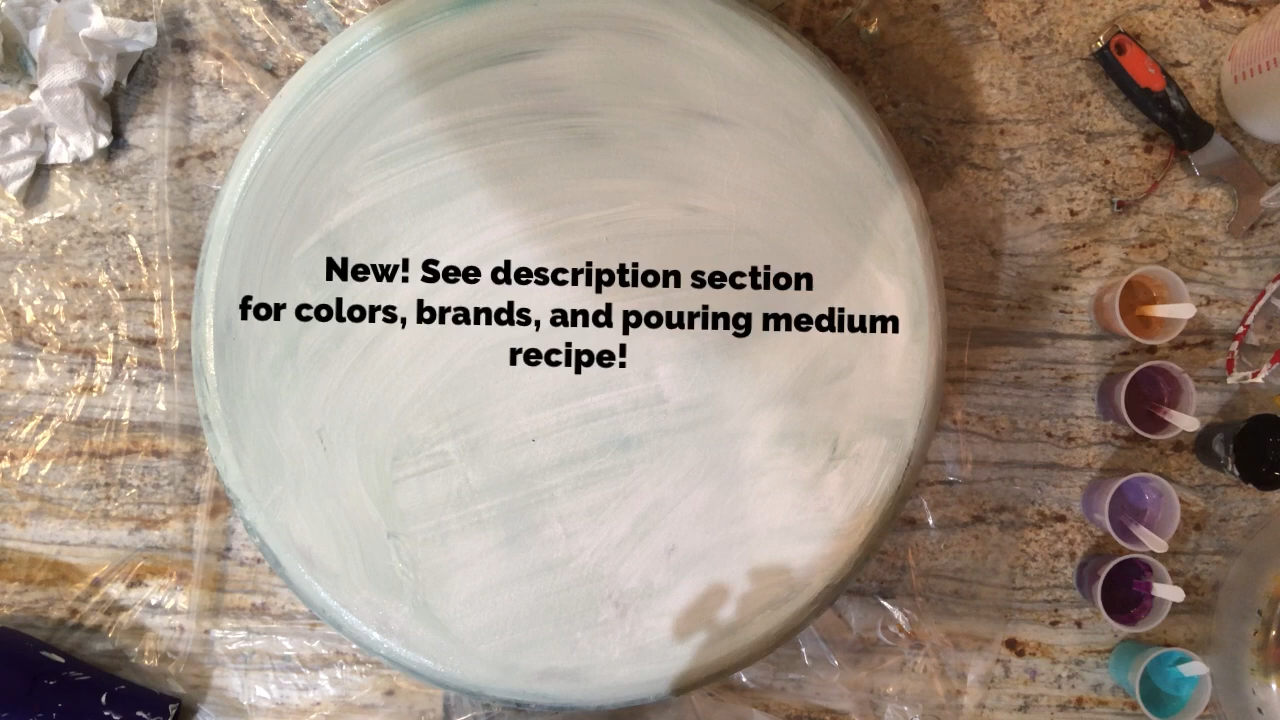 New! See description section
for colors, brands, and pouring medium
recipe!